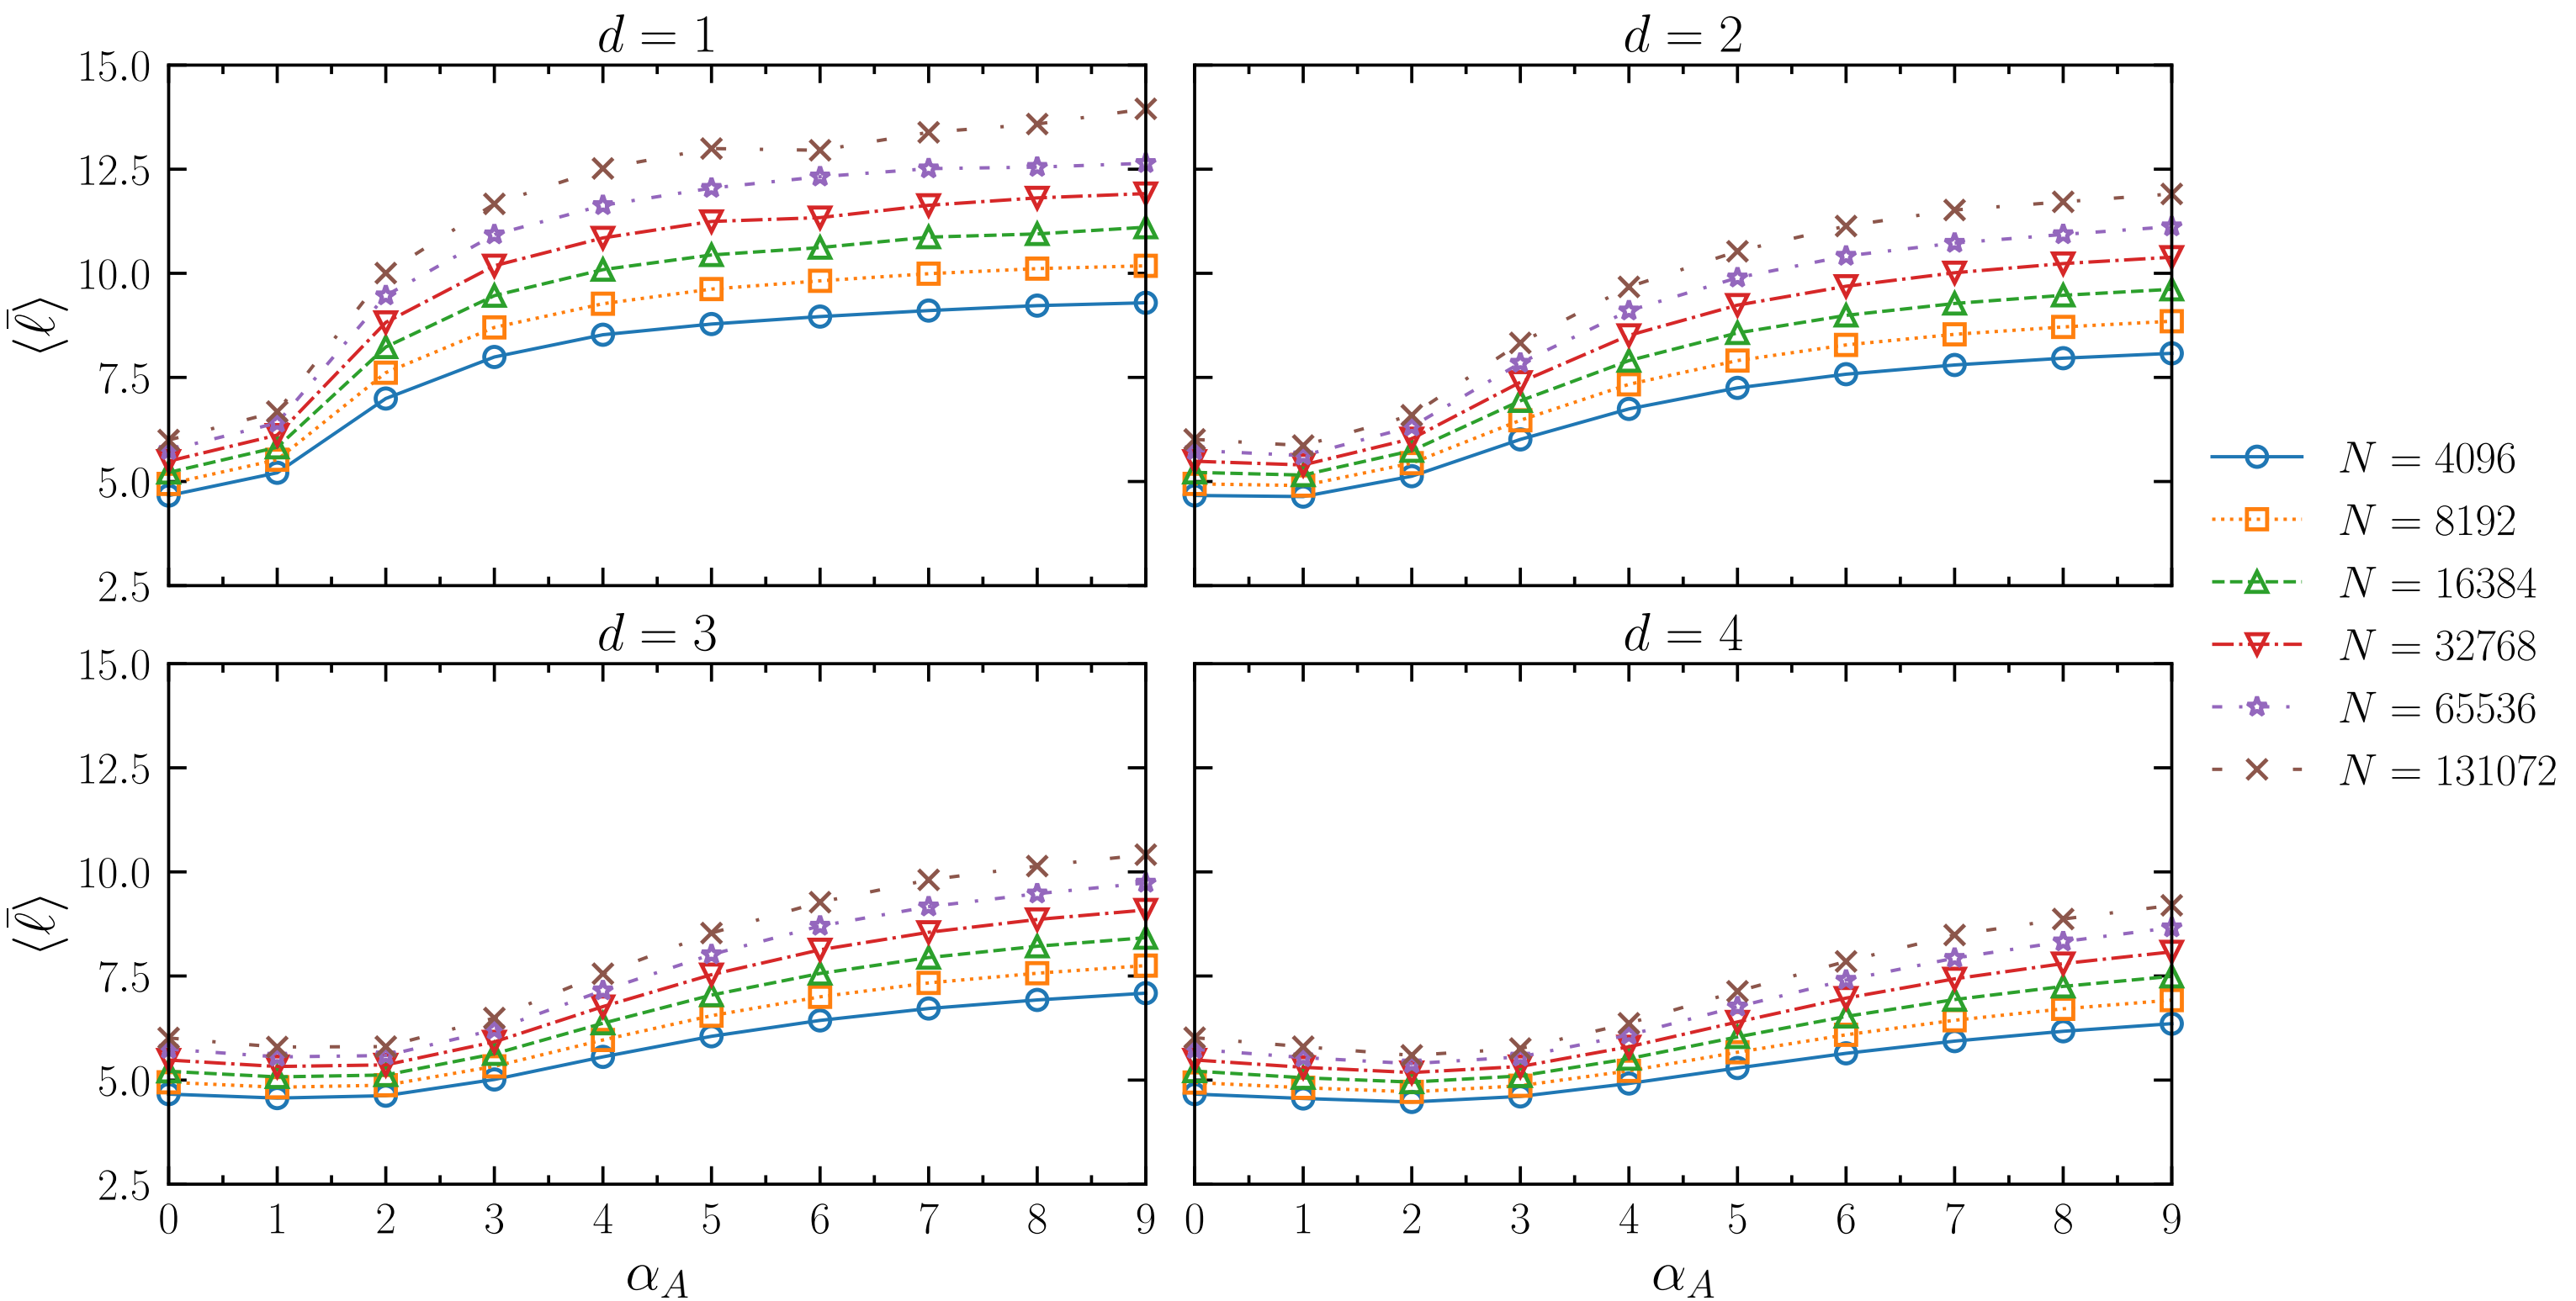 d = 1
d = 2
15.0
12.5
10.0
7.5
5.0
2.5
⟨ℓ̄⟩
d = 3
d = 4
15.0
12.5
10.0
7.5
5.0
2.5
⟨ℓ̄⟩
0 1 2 3 4 5 6 7 8 9
0 1 2 3 4 5 6 7 8 9
α_A
α_A
N = 4096
N = 8192
N = 16384
N = 32768
N = 65536
N = 131072